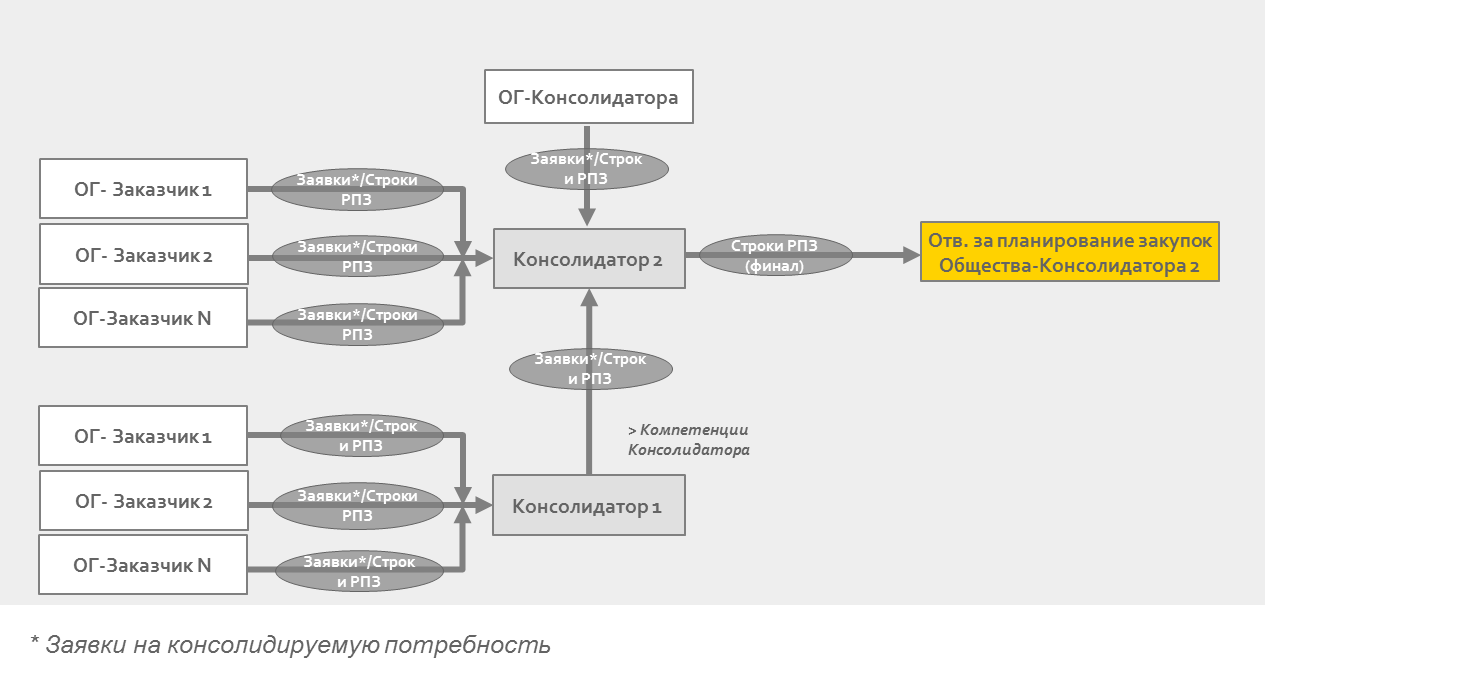 ОГ-Консолидатора
Заявки*/Строк
и РПЗ
ОГ- Заказчик 1
Заявки*/Строки
РПЗ
ОГ- Заказчик 2
Заявки*/Строки
РПЗ
ОГ-Заказчик N
Заявки*/Строки
РПЗ
Консолидатор 2
Строки РПЗ
(финал)
Отв. за планирование закупок
Общества-Консолидатора 2
Заявки*/Строк
и РПЗ
> Компетенции
Консолидатора
ОГ- Заказчик 1
Заявки*/Строк
и РПЗ
ОГ- Заказчик 2
Заявки*/Строки
РПЗ
ОГ-Заказчик N
Заявки*/Строк
и РПЗ
Консолидатор 1
* Заявки на консолидируемую потребность